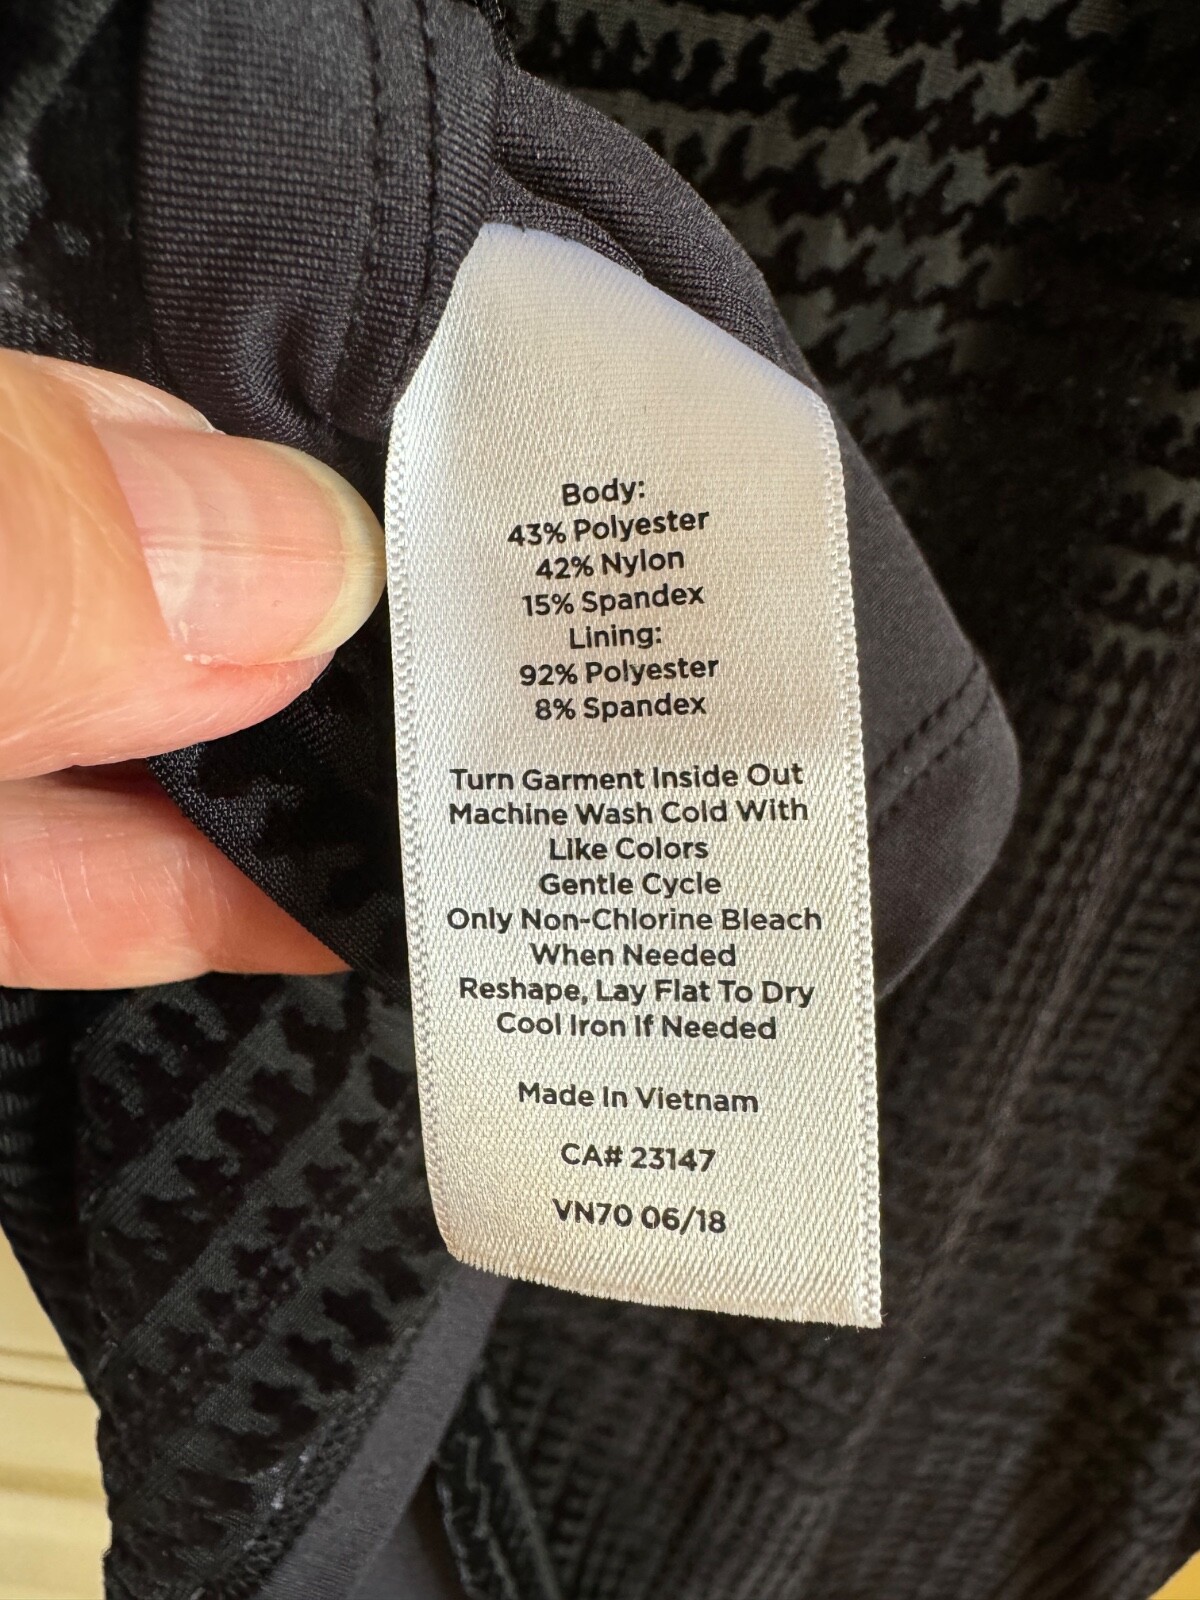 Body:
43% Polyester
42% Nylon
15% Spandex
Lining:
92% Polyester
8% Spandex
Turn Garment Inside Out
Machine Wash Cold With
Like Colors
Gentle Cycle
Only Non-Chlorine Bleach
When Needed
Reshape, Lay Flat To Dry
Cool Iron If Needed
Made In Vietnam
CA# 23147
VN70 06/18